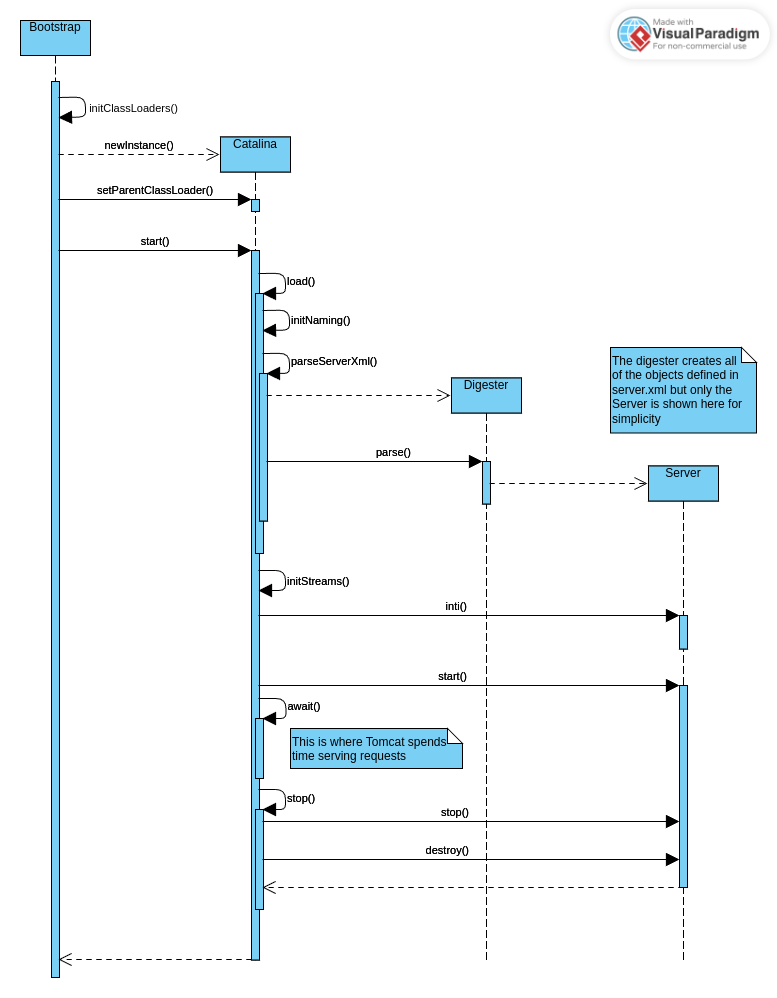 Made with
Visual Paradigm
For non-commercial use
Bootstrap
initClassLoaders()
newInstance()
Catalina
setParentClassLoader()
start()
load()
initNaming()
parseServerXml()
The digester creates all
of the objects defined in
server.xml but only the
Server is shown here for
simplicity
Digester
parse()
Server
initStreams()
inti()
start()
await()
This is where Tomcat spends
time serving requests
stop()
stop()
destroy()